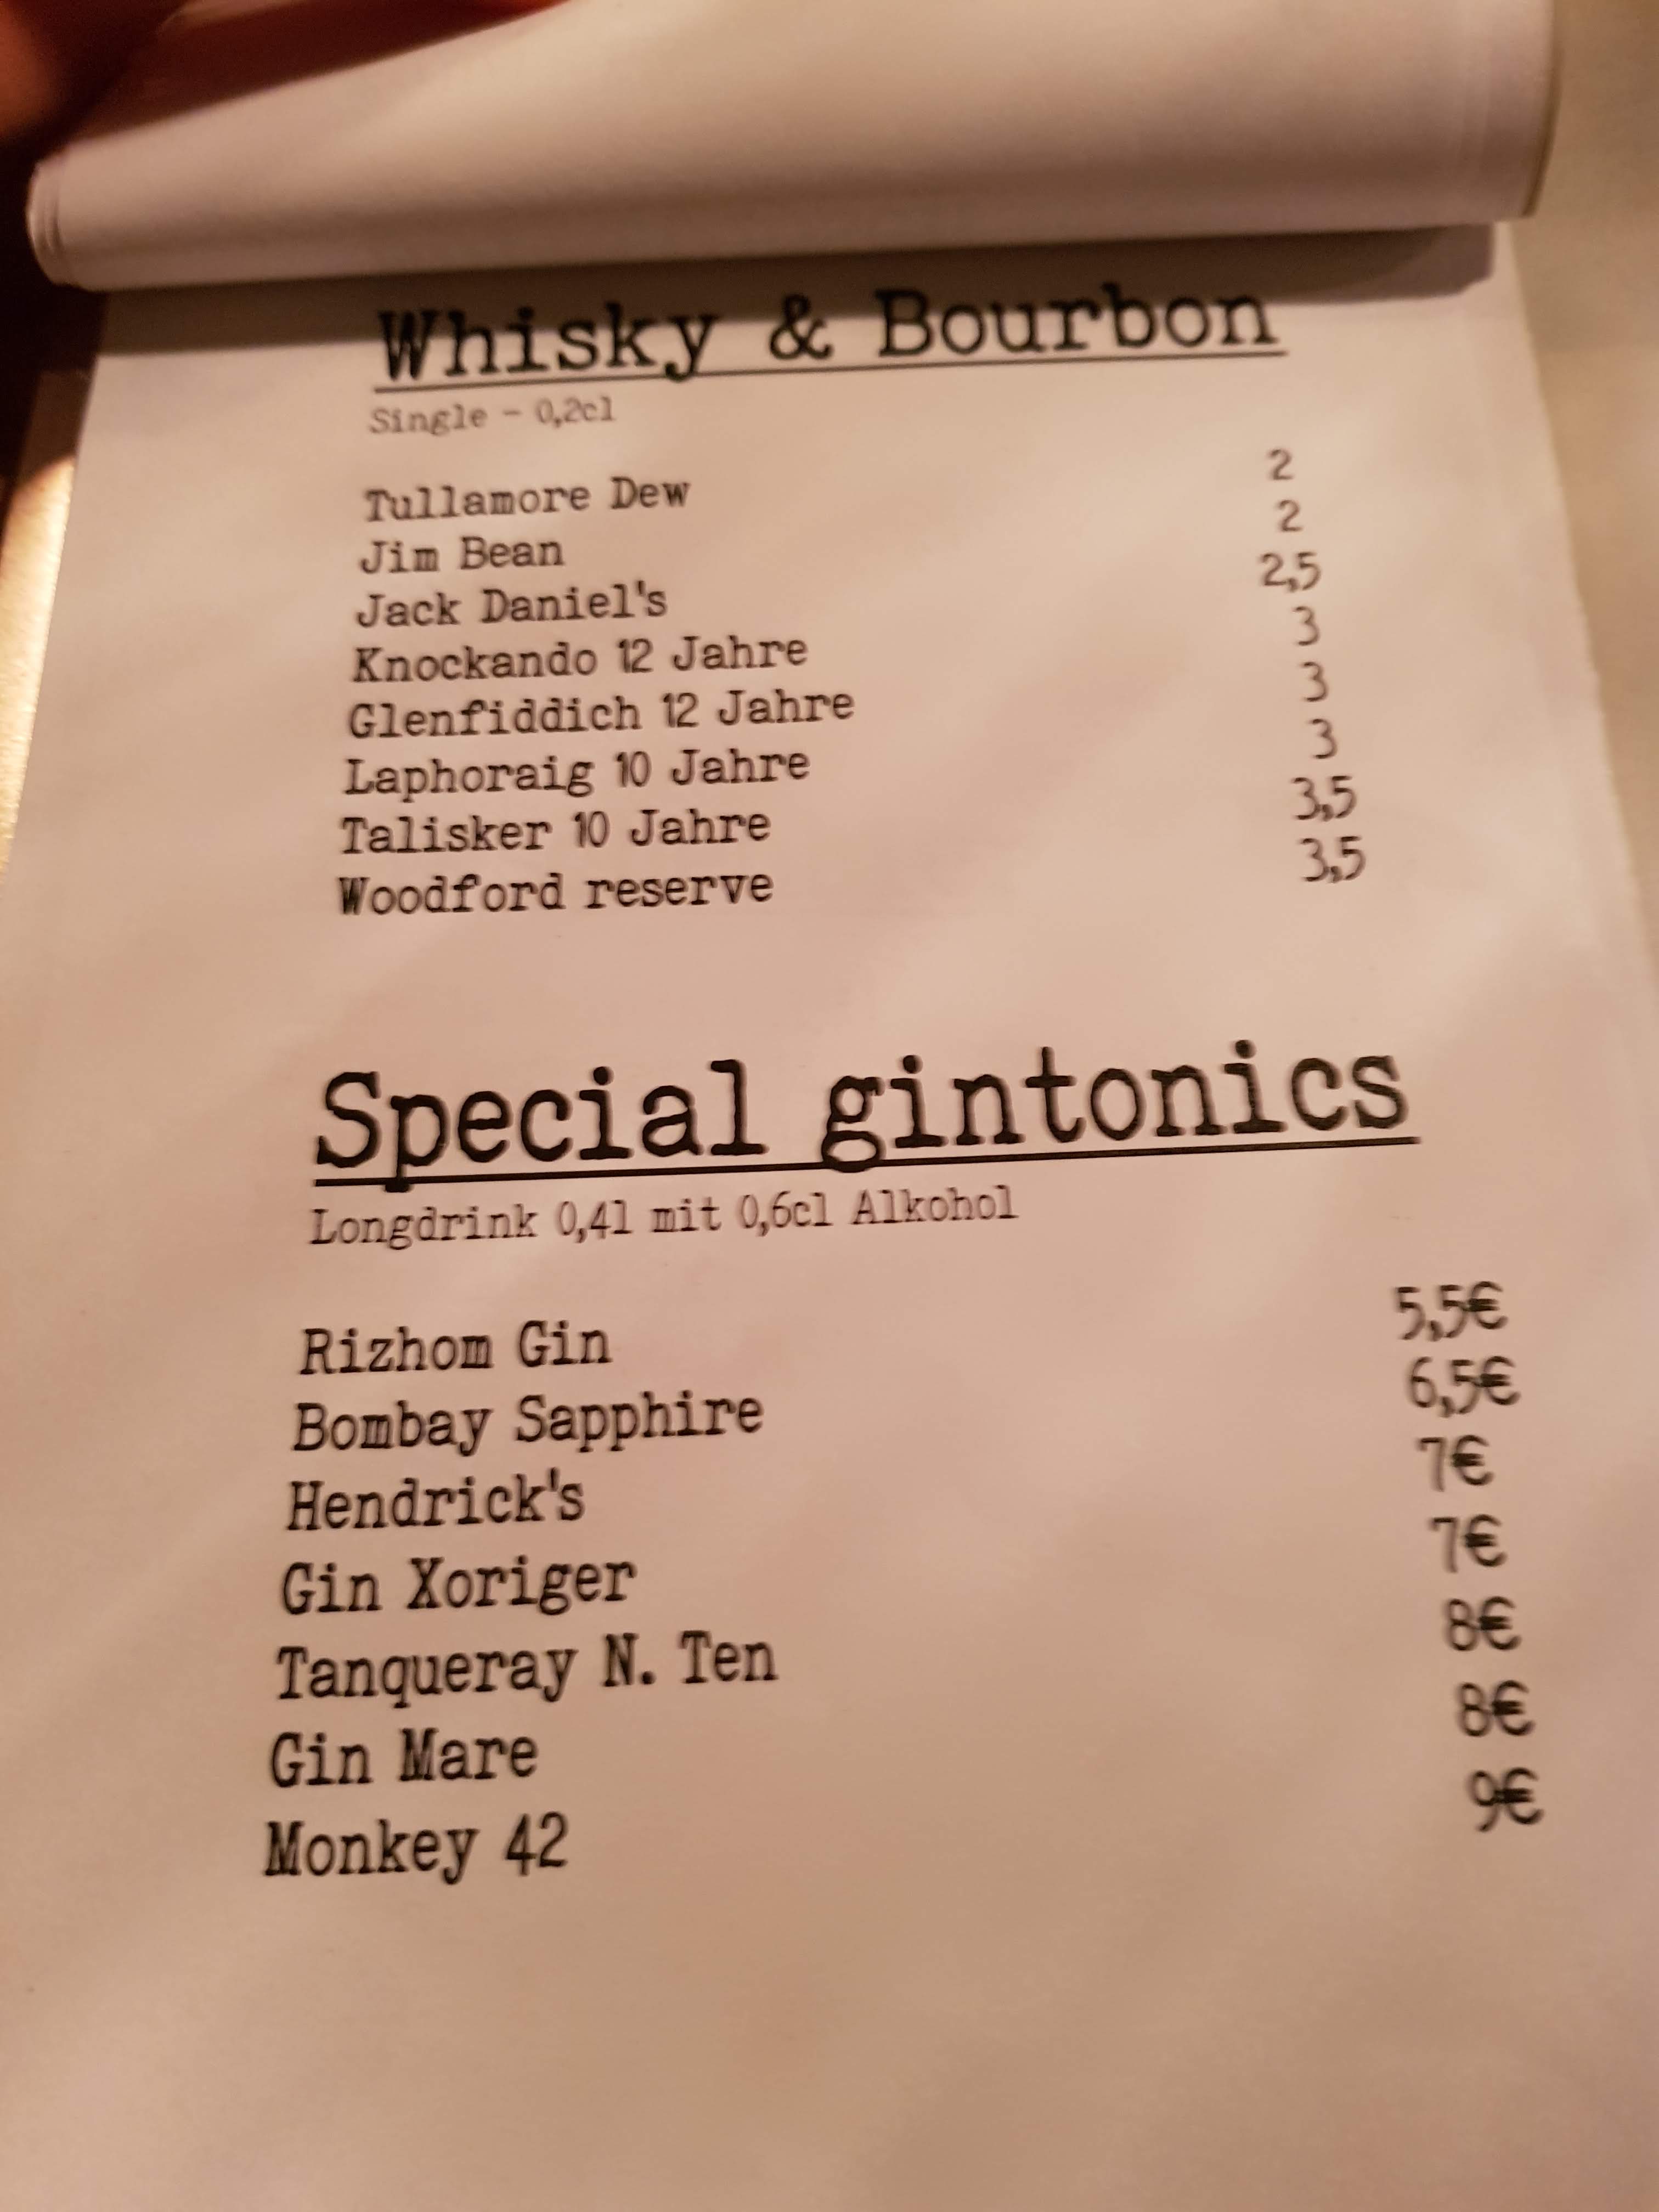 Whisky & Bourbon
Single - 0,2cl
Tullamore Dew 2
Jim Bean 2
Jack Daniel's 2,5
Knockando 12 Jahre 3
Glenfiddich 12 Jahre 3
Laphoraig 10 Jahre 3
Talisker 10 Jahre 3,5
Woodford reserve 3,5
Special gintonics
Longdrink 0,4l mit 0,6cl Alkohol
Rizhom Gin 5,5€
Bombay Sapphire 6,5€
Hendrick's 7€
Gin Xoriger 7€
Tanqueray N. Ten 8€
Gin Mare 8€
Monkey 42 9€